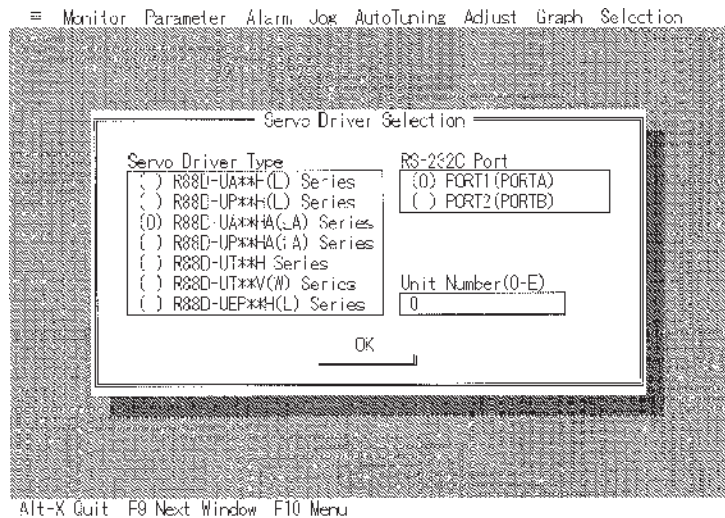 ≡ Monitor Parameter Alarm Jog AutoTuning Adjust Graph Selection
Servo Driver Selection
Servo Driver Type
( ) R88D-UA**H(L) Series
( ) R88D-UP**H(L) Series
(O) R88D-UA**HA(LA) Series
( ) R88D-UP**HA(LA) Series
( ) R88D-UT**H Series
( ) R88D-UT**V(W) Series
( ) R88D-UEP**H(L) Series
RS-232C Port
(O) PORT1(PORTA)
( ) PORT2(PORTB)
Unit Number(0-E)
0
OK
Alt-X Quit F9 Next Window F10 Menu